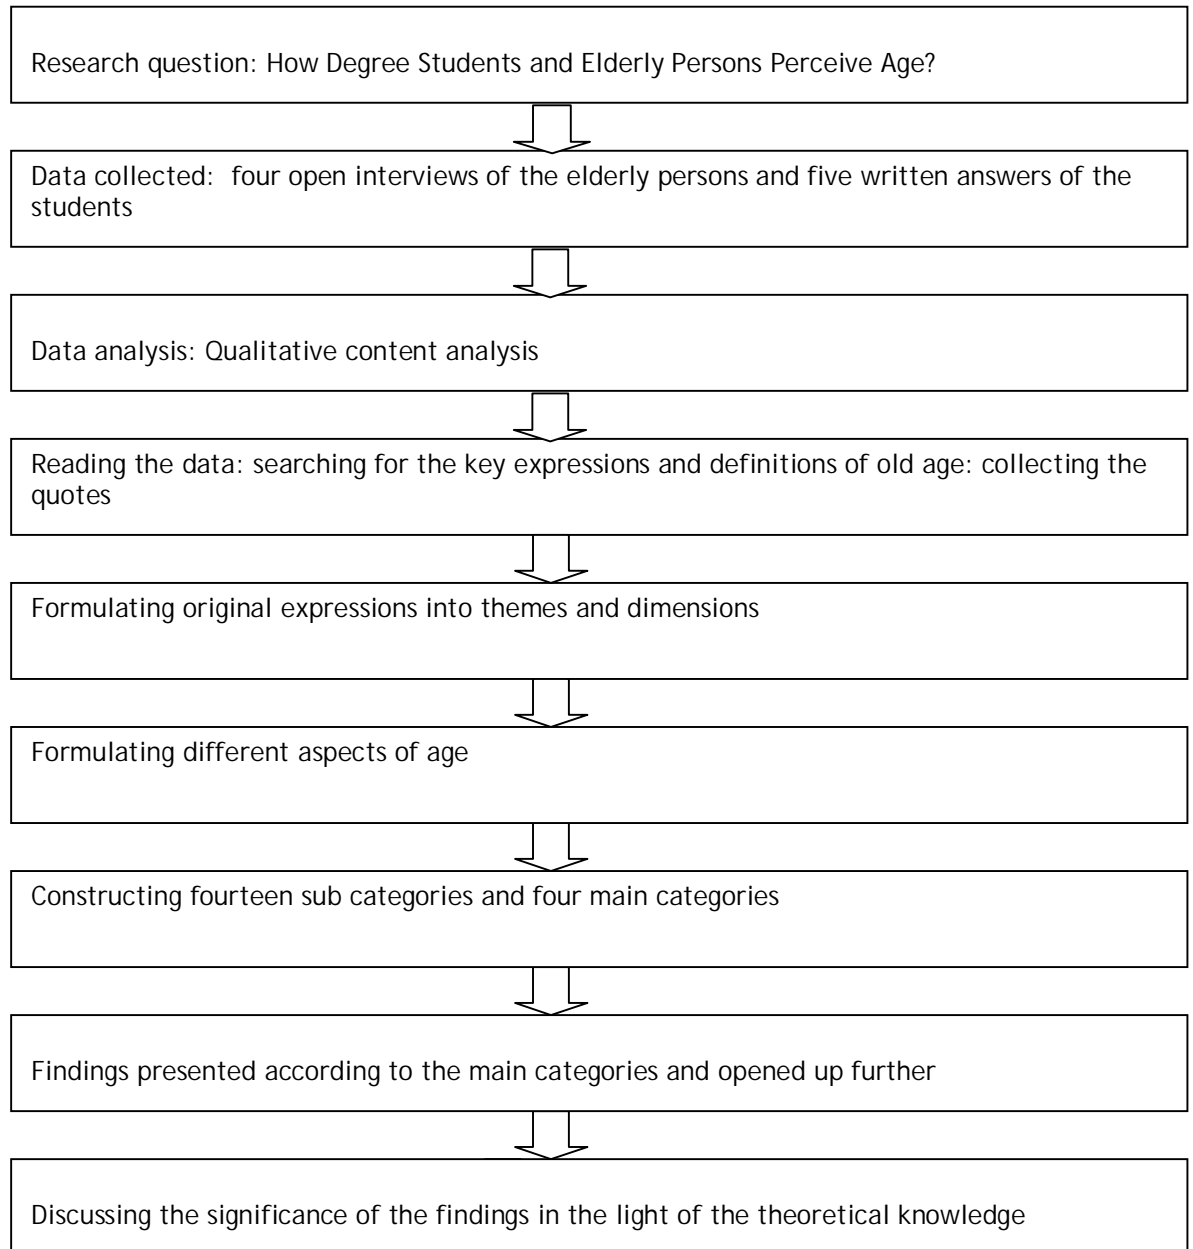 Research question: How Degree Students and Elderly Persons Perceive Age?
Data collected: four open interviews of the elderly persons and five written answers of the
students
Data analysis: Qualitative content analysis
Reading the data: searching for the key expressions and definitions of old age: collecting the
quotes
Formulating original expressions into themes and dimensions
Formulating different aspects of age
Constructing fourteen sub categories and four main categories
Findings presented according to the main categories and opened up further
Discussing the significance of the findings in the light of the theoretical knowledge